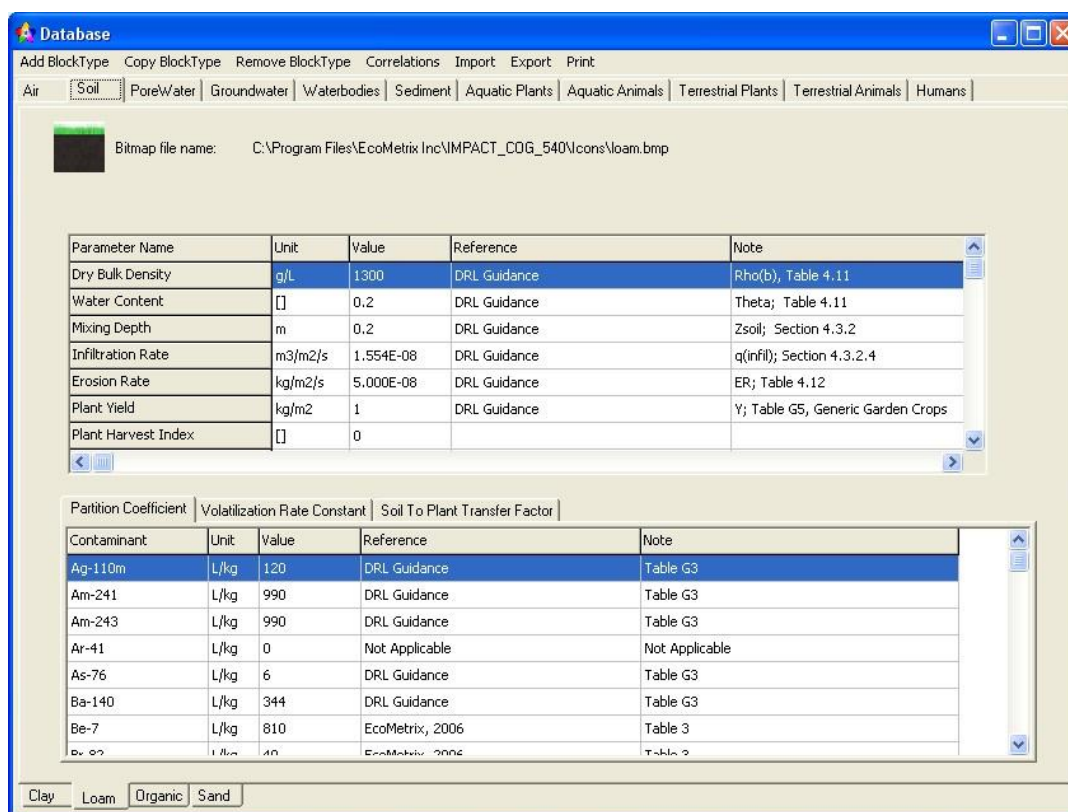 Database
Add BlockType Copy BlockType Remove BlockType Correlations Import Export Print
Air Soil PoreWater Groundwater Waterbodies Sediment Aquatic Plants Aquatic Animals Terrestrial Plants Terrestrial Animals Humans
Bitmap file name: C:\Program Files\EcoMetrix Inc\IMPACT_COG_540\Icons\loam.bmp
Parameter Name Unit Value Reference Note
Dry Bulk Density g/L 1300 DRL Guidance Rho(b), Table 4.11
Water Content [] 0.2 DRL Guidance Theta; Table 4.11
Mixing Depth m 0.2 DRL Guidance Zsoil; Section 4.3.2
Infiltration Rate m3/m2/s 1.554E-08 DRL Guidance q(infil); Section 4.3.2.4
Erosion Rate kg/m2/s 5.000E-08 DRL Guidance ER; Table 4.12
Plant Yield kg/m2 1 DRL Guidance Y; Table G5, Generic Garden Crops
Plant Harvest Index [] 0
Partition Coefficient Volatilization Rate Constant Soil To Plant Transfer Factor
Contaminant Unit Value Reference Note
Ag-110m L/kg 120 DRL Guidance Table G3
Am-241 L/kg 990 DRL Guidance Table G3
Am-243 L/kg 990 DRL Guidance Table G3
Ar-41 L/kg 0 Not Applicable Not Applicable
As-76 L/kg 6 DRL Guidance Table G3
Ba-140 L/kg 344 DRL Guidance Table G3
Be-7 L/kg 810 EcoMetrix, 2006 Table 3
Clay Loam Organic Sand